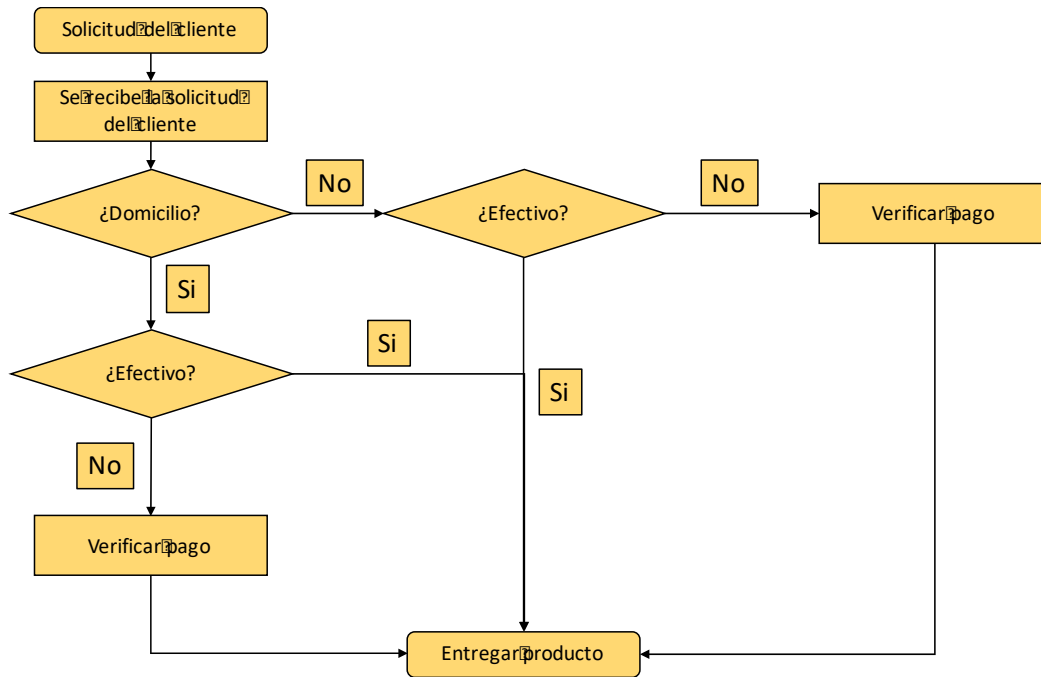 Solicitud del cliente
Se recibe la solicitud
del cliente
¿Domicilio?
No
¿Efectivo?
No
Verificar pago
Si
¿Efectivo?
Si
Si
No
Verificar pago
Entregar producto